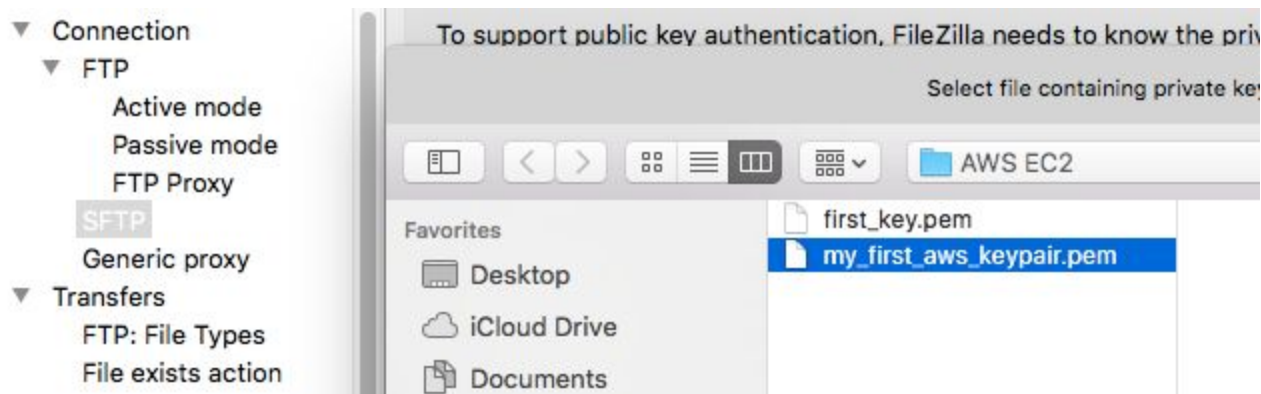 Connection
FTP
Active mode
Passive mode
FTP Proxy
SFTP
Generic proxy
Transfers
FTP: File Types
File exists action
To support public key authentication, FileZilla needs to know the
Select file containing private
AWS EC2
Favorites
Desktop
iCloud Drive
Documents
first_key.pem
my_first_aws_keypair.pem